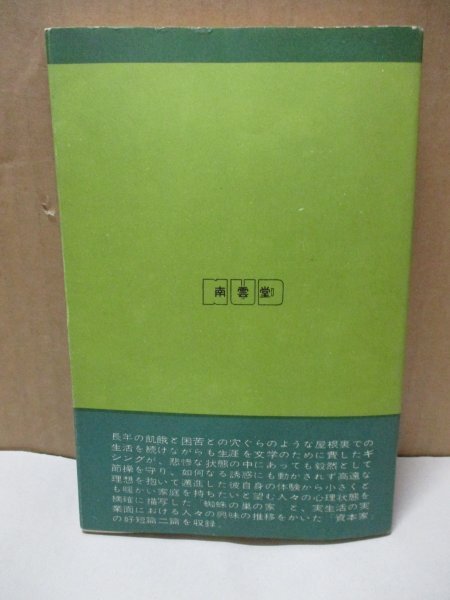 南雲堂
長年の飢餓と困苦との穴ぐらのような屋根裏での
生活を続けながらも生涯を文学のために費したギ
シングが、悲惨な状態の中にあっても毅然として
節操を守り、如何なる誘惑にも動かされず高遠な
理想を抱いて邁進した彼自身の体験から小さくと
も暖かい家庭を持ちたいと望む人々の心理状態を
摘確に描写した「蜘蛛の巣の家」と、実生活の実
業面における人々の興味の推移をかいた「資本家」
の好短篇二篇を収録。